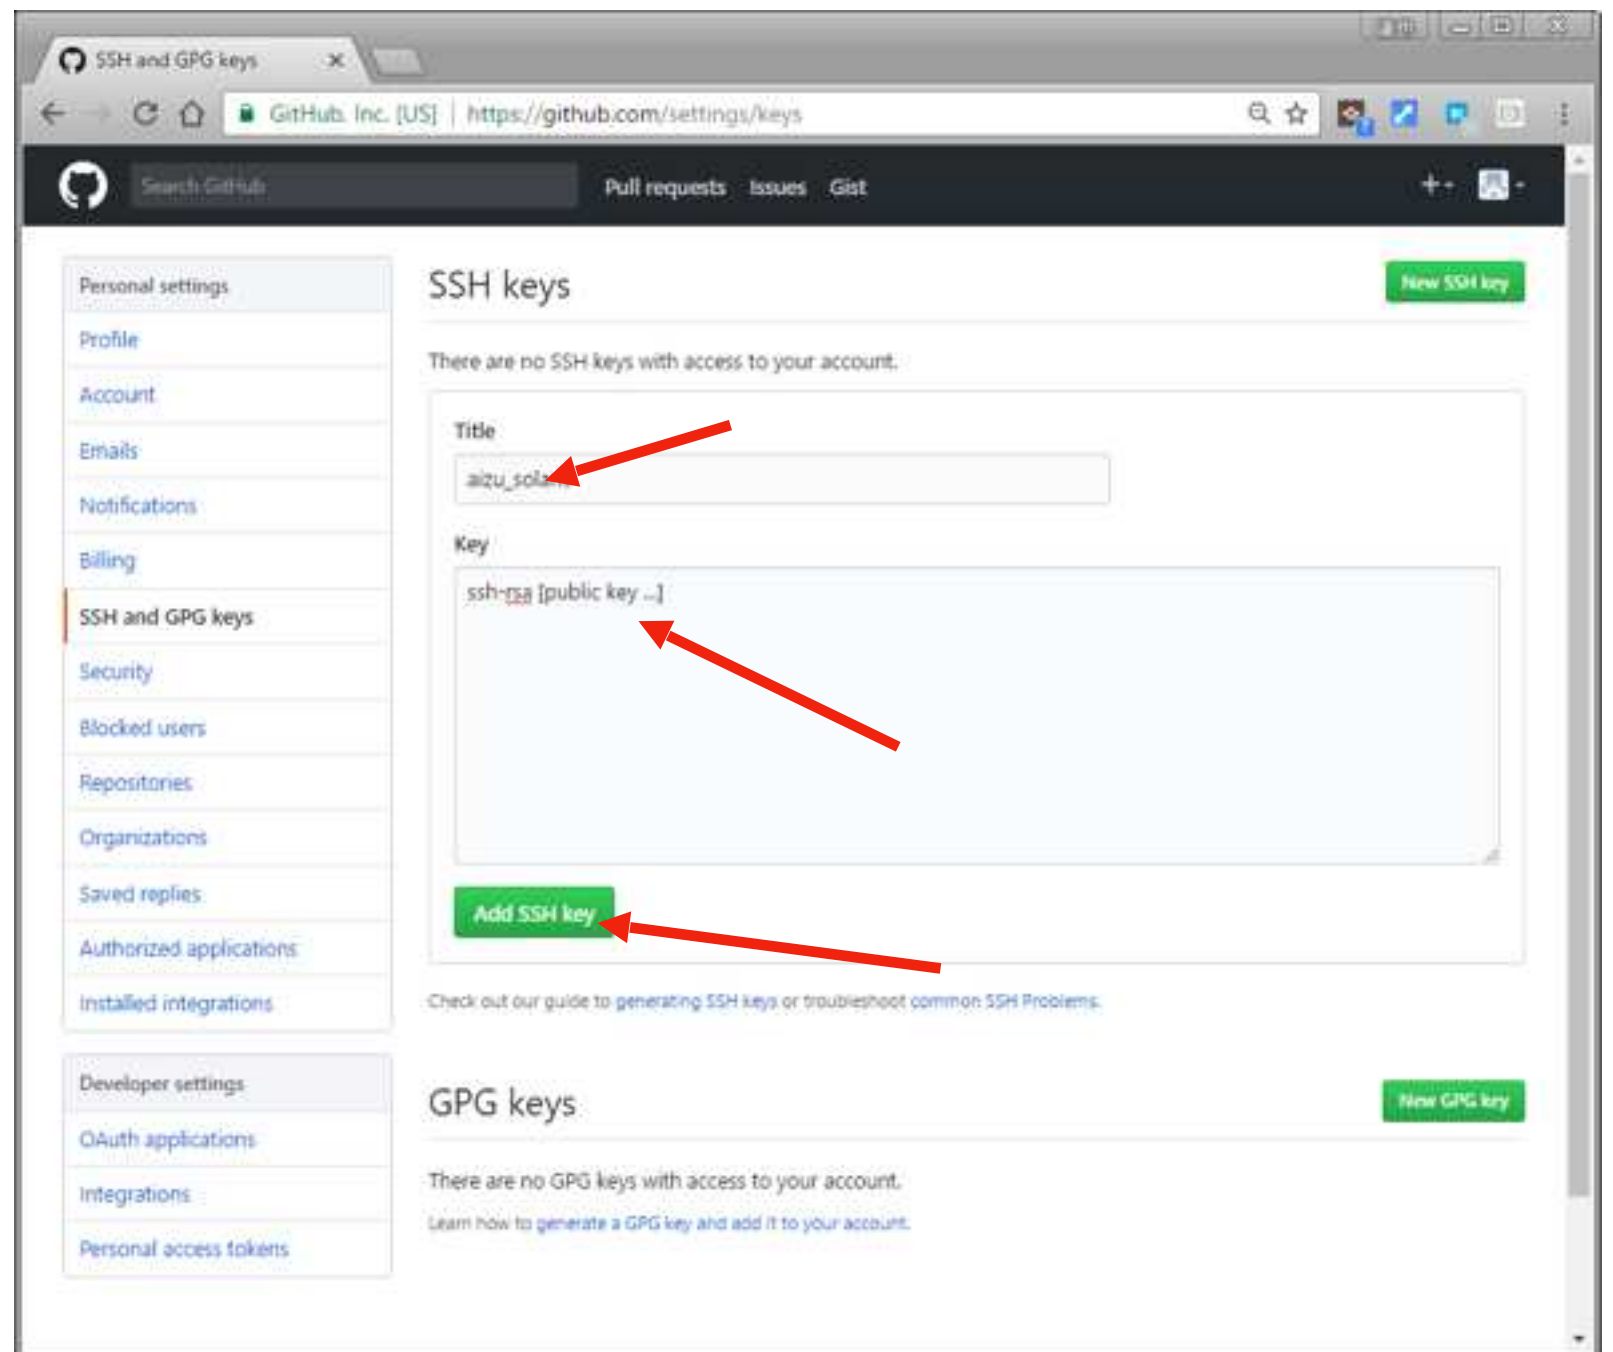 SSH and GPG keys
GitHub, Inc. [US] | https://github.com/settings/keys
Search GitHub
Pull requests Issues Gist
Personal settings
Profile
Account
Emails
Notifications
Billing
SSH and GPG keys
Security
Blocked users
Repositories
Organizations
Saved replies
Authorized applications
Installed integrations
Developer settings
OAuth applications
Integrations
Personal access tokens
SSH keys
New SSH key
There are no SSH keys with access to your account.
Title
Key
ssh-rsa [public key ...]
Add SSH key
Check out our guide to generating SSH keys or troubleshoot common SSH Problems.
GPG keys
New GPG key
There are no GPG keys with access to your account.
Learn how to generate a GPG key and add it to your account.